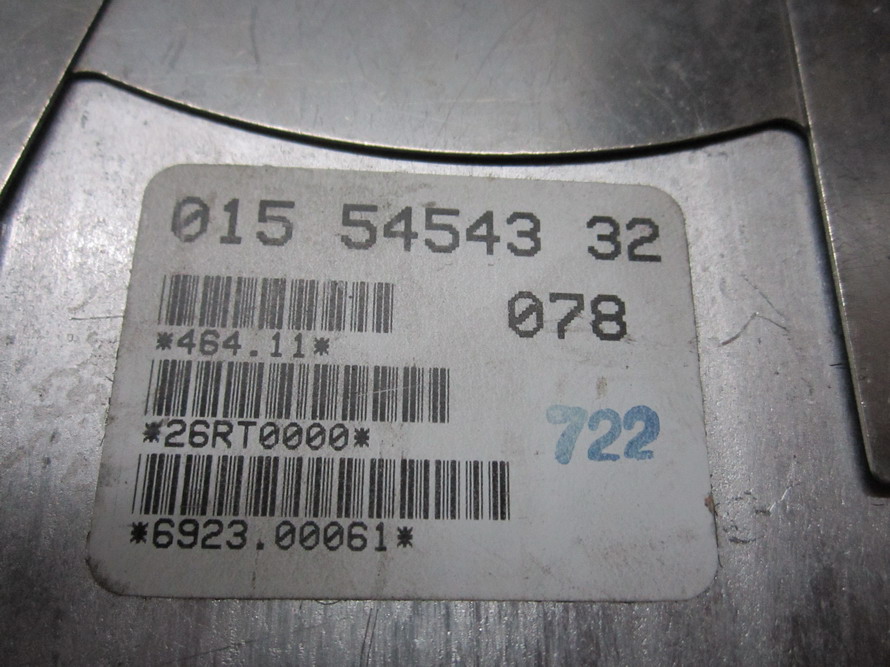 015 54543 32
078
*464.11*
*26RT0000*
722
*6923.00061*